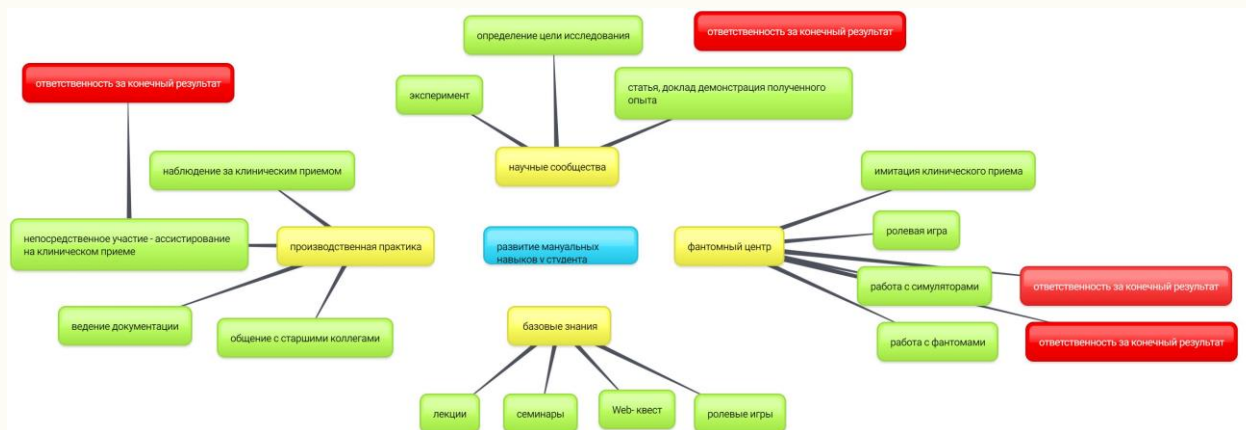 определение цели исследования
ответственность за конечный результат
ответственность за конечный результат
эксперимент
статья, доклад демонстрация полученного
опыта
научные сообщества
наблюдение за клиническим приемом
имитация клинического приема
непосредственное участие - ассистирование
на клиническом приеме
производственная практика
развитие мануальных
навыков у студента
фантомный центр
ролевая игра
работа с симуляторами
ответственность за конечный результат
ведение документации
общение с старшими коллегами
базовые знания
работа с фантомами
ответственность за конечный результат
лекции
семинары
Web- квест
ролевые игры